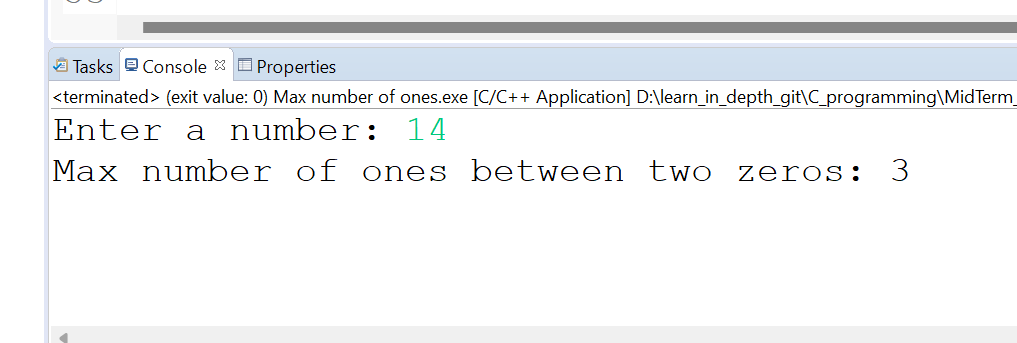 Tasks Console Properties
<terminated> (exit value: 0) Max number of ones.exe [C/C++ Application] D:\learn_in_depth_git\C_programming\MidTerm_
Enter a number: 14
Max number of ones between two zeros: 3